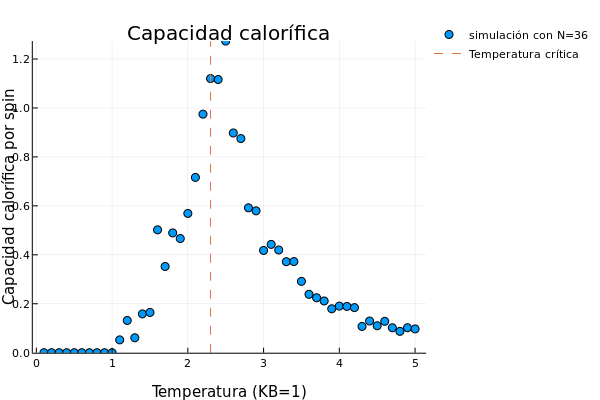 Capacidad calorífica
simulación con N=36
Temperatura crítica
Capacidad calorífica por spin
1.2
1.0
0.8
0.6
0.4
0.2
0.0
0 1 2 3 4 5
Temperatura (KB=1)